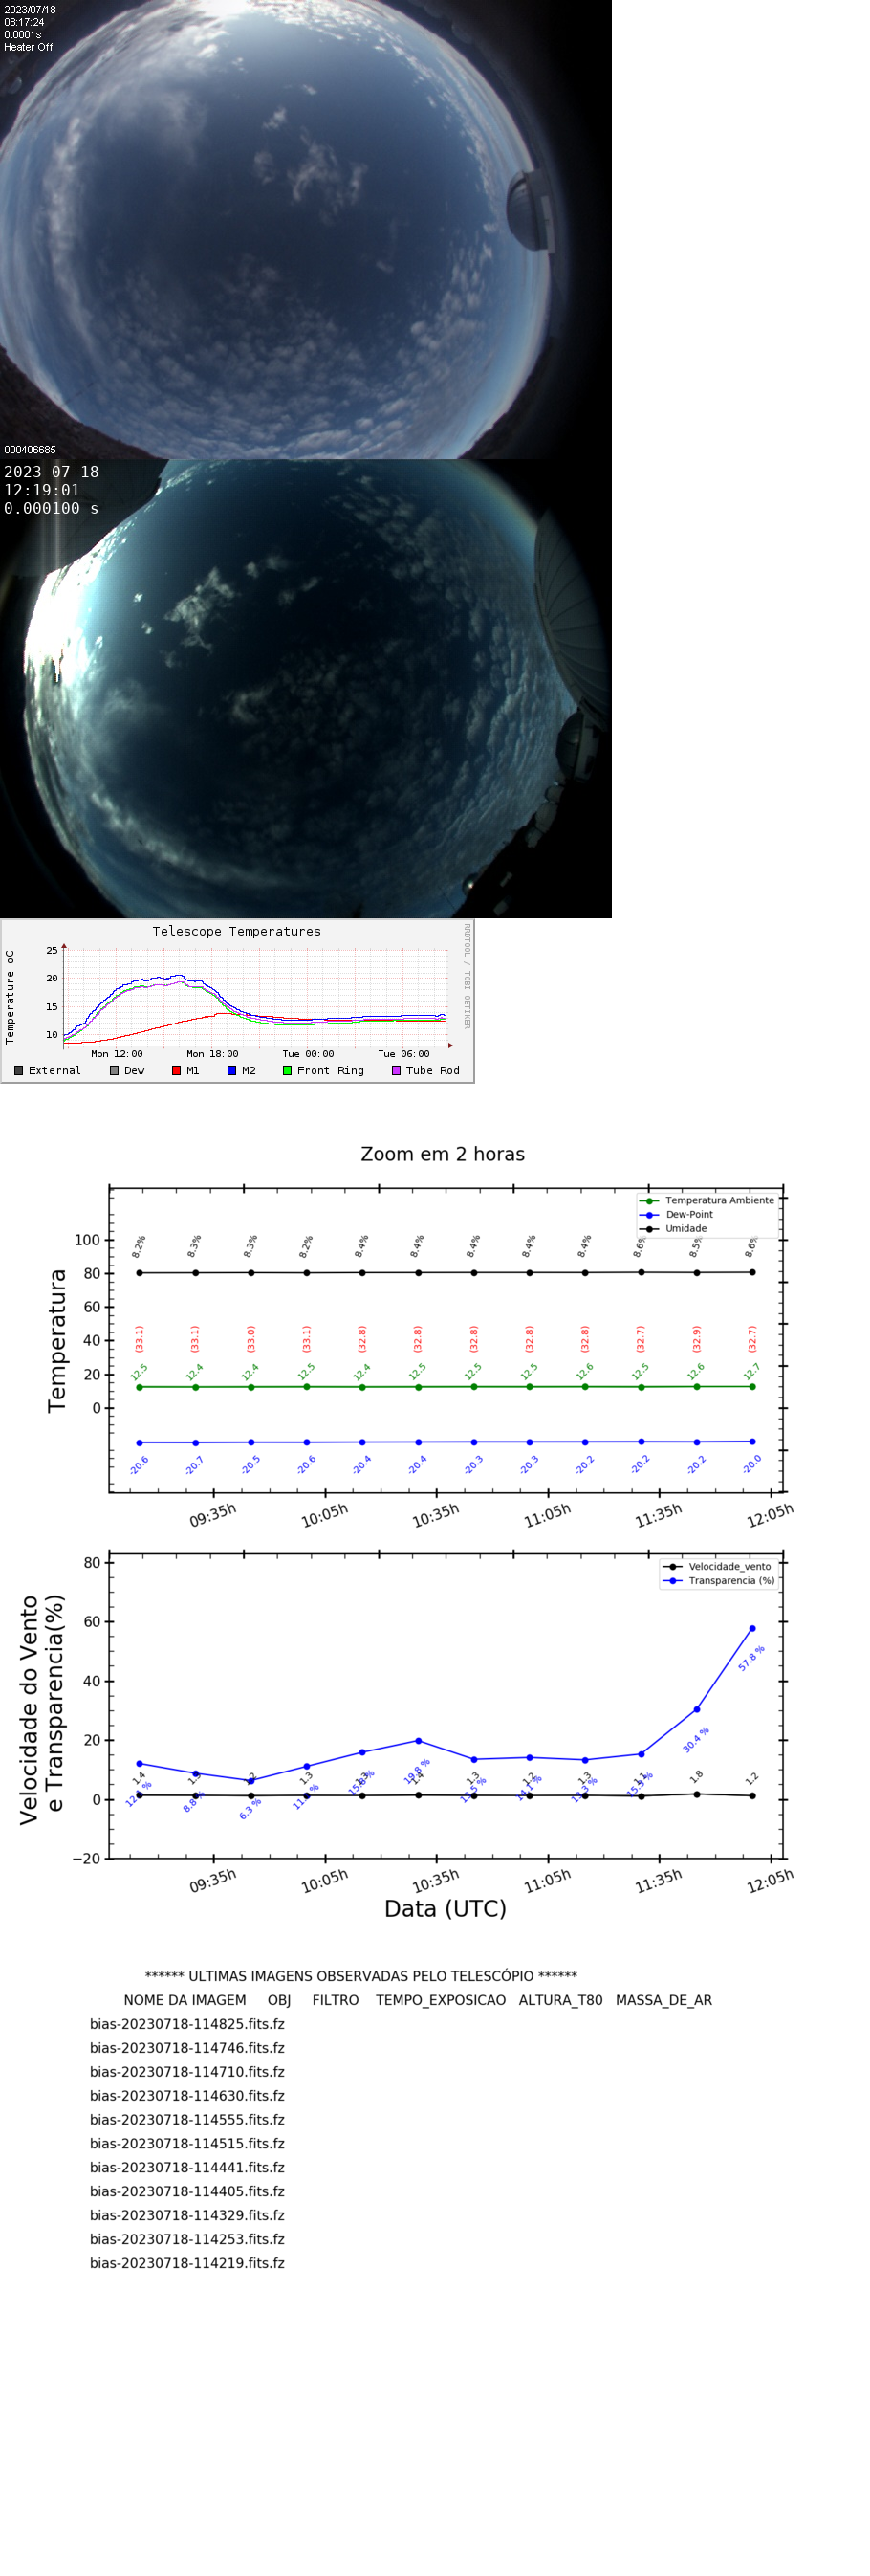 2023/07/18
08:17:24
0.0001s
Heater Off
000406685
2023-07-18
12:19:01
0.000100 s
Telescope Temperatures
RRDTOOL / TOBI OETIKER
Temperature oC
25
20
15
10
Mon 12:00 Mon 18:00 Tue 00:00 Tue 06:00
External Dew M1 M2 Front Ring Tube Rod
Zoom em 2 horas
Temperatura Ambiente
Dew-Point
Umidade
Temperatura
100
80
60
40
20
0
8.2% 8.3% 8.3% 8.2% 8.4% 8.4% 8.4% 8.4% 8.4% 8.6% 8.5% 8.6%
(33.1) (33.1) (33.0) (33.1) (32.8) (32.8) (32.8) (32.8) (32.8) (32.7) (32.9) (32.7)
12.5 12.4 12.4 12.5 12.4 12.5 12.5 12.5 12.6 12.5 12.6 12.7
-20.6 -20.7 -20.5 -20.6 -20.4 -20.4 -20.3 -20.3 -20.2 -20.2 -20.2 -20.0
09:35h 10:05h 10:35h 11:05h 11:35h 12:05h
Velocidade_vento
Transparencia (%)
Velocidade do Vento
e Transparencia(%)
80
60
40
20
0
−20
1.4 1.3 1.3 1.3 1.8 1.2
6.3 % 30.4 % 57.8 %
09:35h 10:05h 10:35h 11:05h 11:35h 12:05h
Data (UTC)
****** ULTIMAS IMAGENS OBSERVADAS PELO TELESCÓPIO ******
NOME DA IMAGEM OBJ FILTRO TEMPO_EXPOSICAO ALTURA_T80 MASSA_DE_AR
bias-20230718-114825.fits.fz
bias-20230718-114746.fits.fz
bias-20230718-114710.fits.fz
bias-20230718-114630.fits.fz
bias-20230718-114555.fits.fz
bias-20230718-114515.fits.fz
bias-20230718-114441.fits.fz
bias-20230718-114405.fits.fz
bias-20230718-114329.fits.fz
bias-20230718-114253.fits.fz
bias-20230718-114219.fits.fz